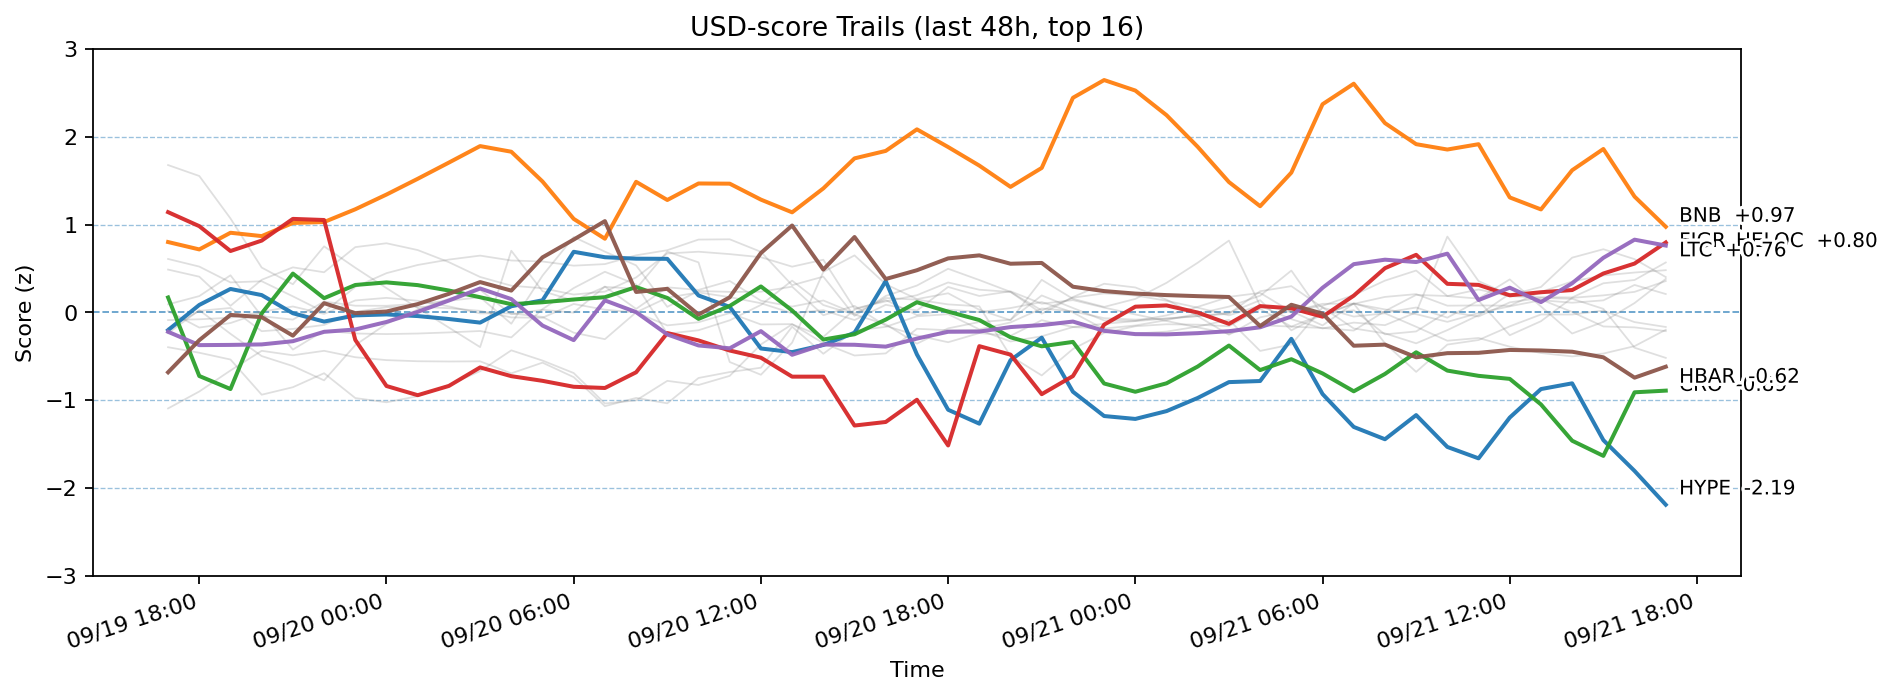 USD-score Trails (last 48h, top 16)
Score (z)
3
2
1
0
−1
−2
−3
BNB +0.97
+0.80
LTC +0.76
HBAR -0.62
HYPE -2.19
09/19 18:00
09/20 00:00
09/20 06:00
09/20 12:00
09/20 18:00
09/21 00:00
09/21 06:00
09/21 12:00
09/21 18:00
Time